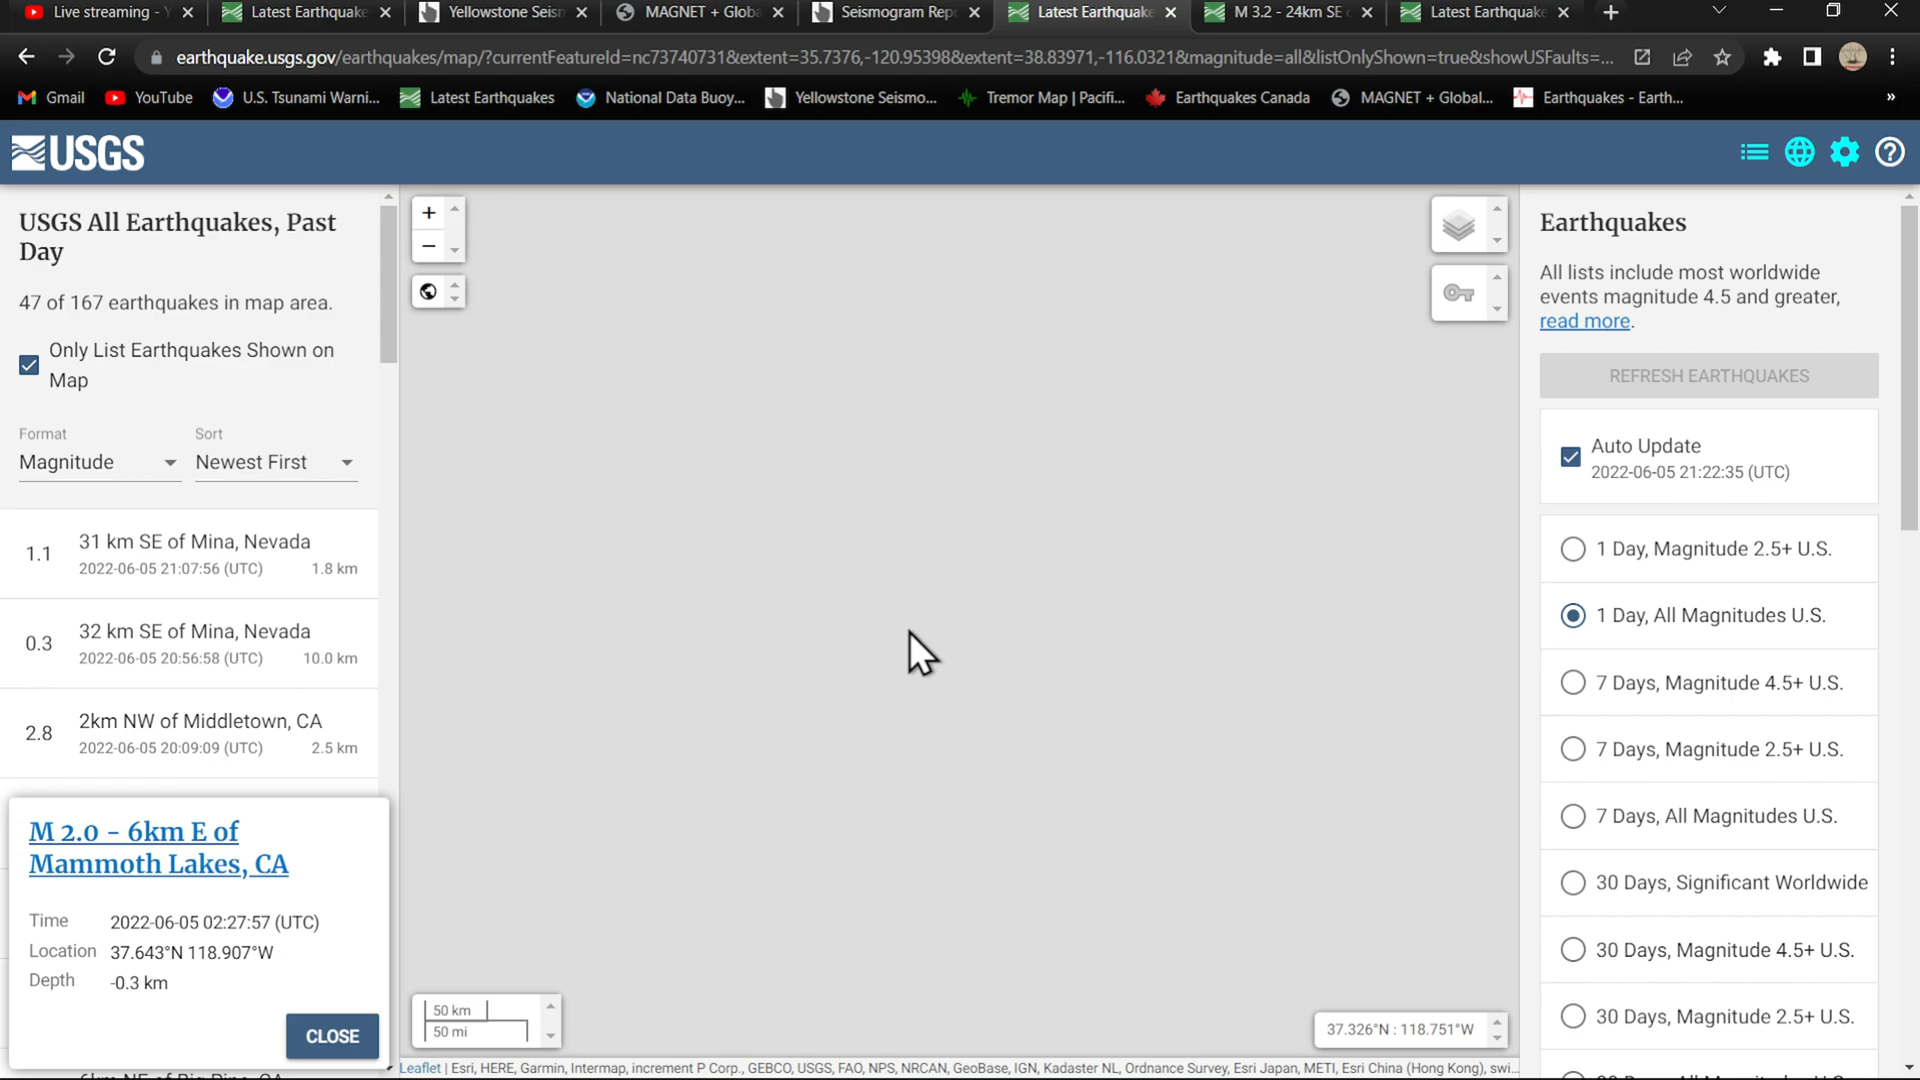 Live streaming - Y
Latest Earthquake
Yellowstone Seisn
MAGNET + Globa
Seismogram Rep
Latest Earthquake
M 3.2 - 24km SE
Latest Earthquake
earthquake.usgs.gov/earthquakes/map/?currentFeatureId=nc73740731&extent=35.7376,-120.95398&extent=38.83971,-116.0321&magnitude=all&listOnlyShown=true&showUSFaults=...
Gmail
YouTube
U.S. Tsunami Warni...
Latest Earthquakes
National Data Buoy...
Yellowstone Seismo...
Tremor Map | Pacifi...
Earthquakes Canada
MAGNET + Global...
Earthquakes - Earth...
»
USGS
USGS All Earthquakes, Past
Day
47 of 167 earthquakes in map area.
Only List Earthquakes Shown on
Map
Format
Sort
Magnitude
Newest First
1.1
31 km SE of Mina, Nevada
2022-06-05 21:07:56 (UTC)
1.8 km
0.3
32 km SE of Mina, Nevada
2022-06-05 20:56:58 (UTC)
10.0 km
2.8
2km NW of Middletown, CA
2022-06-05 20:09:09 (UTC)
2.5 km
M 2.0 - 6km E of
Mammoth Lakes, CA
Time 2022-06-05 02:27:57 (UTC)
Location 37.643°N 118.907°W
Depth -0.3 km
CLOSE
+
−
50 km
50 mi
37.326°N : 118.751°W
Leaflet | Esri, HERE, Garmin, Intermap, increment P Corp., GEBCO, USGS, FAO, NPS, NRCAN, GeoBase, IGN, Kadaster NL, Ordnance Survey, Esri Japan, METI, Esri China (Hong Kong), swi...
Earthquakes
All lists include most worldwide
events magnitude 4.5 and greater,
read more.
REFRESH EARTHQUAKES
Auto Update
2022-06-05 21:22:35 (UTC)
1 Day, Magnitude 2.5+ U.S.
1 Day, All Magnitudes U.S.
7 Days, Magnitude 4.5+ U.S.
7 Days, Magnitude 2.5+ U.S.
7 Days, All Magnitudes U.S.
30 Days, Significant Worldwide
30 Days, Magnitude 4.5+ U.S.
30 Days, Magnitude 2.5+ U.S.